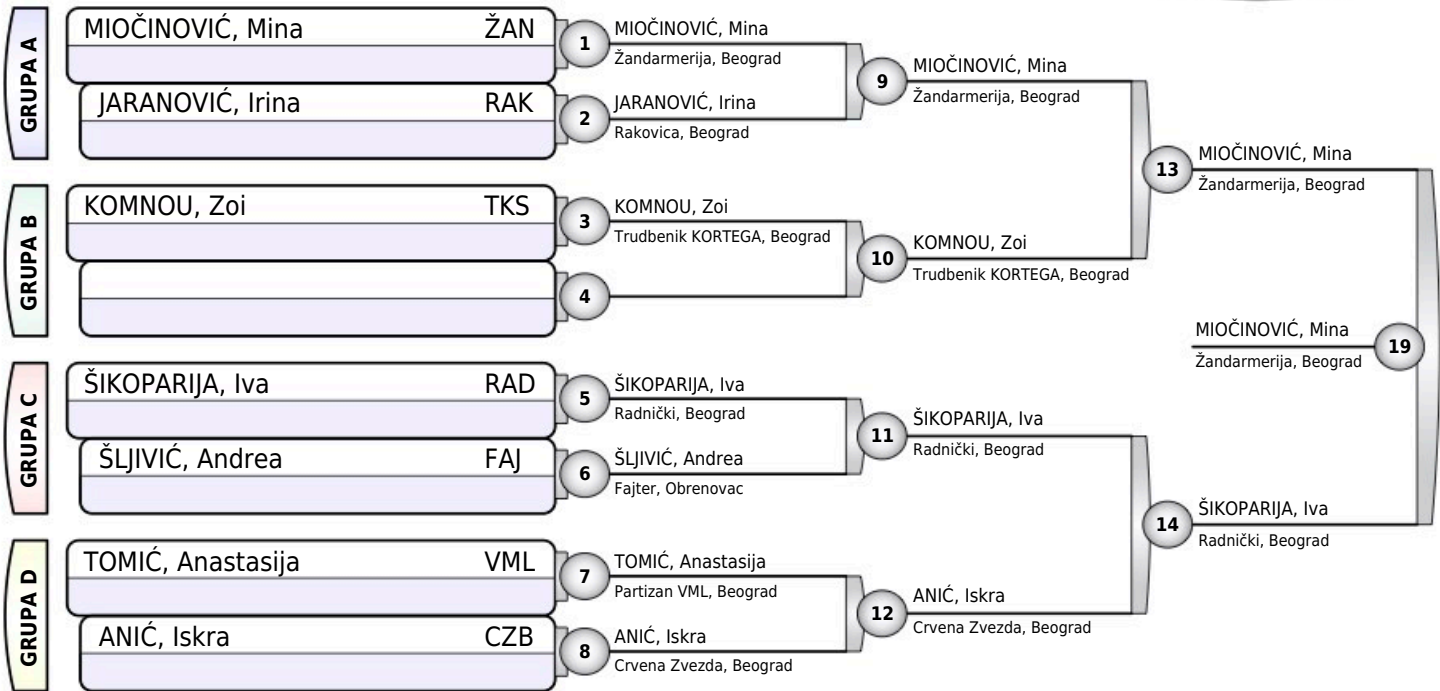 GRUPA A
MIOČINOVIĆ, Mina ŽAN
JARANOVIĆ, Irina RAK
GRUPA B
KOMNOU, Zoi TKS
GRUPA C
ŠIKOPARIJA, Iva RAD
ŠLJIVIĆ, Andrea FAJ
GRUPA D
TOMIĆ, Anastasija VML
ANIĆ, Iskra CZB
1
MIOČINOVIĆ, Mina
Žandarmerija, Beograd
2
JARANOVIĆ, Irina
Rakovica, Beograd
3
KOMNOU, Zoi
Trudbenik KORTEGA, Beograd
4
5
ŠIKOPARIJA, Iva
Radnički, Beograd
6
ŠLJIVIĆ, Andrea
Fajter, Obrenovac
7
TOMIĆ, Anastasija
Partizan VML, Beograd
8
ANIĆ, Iskra
Crvena Zvezda, Beograd
9
MIOČINOVIĆ, Mina
Žandarmerija, Beograd
10
KOMNOU, Zoi
Trudbenik KORTEGA, Beograd
11
ŠIKOPARIJA, Iva
Radnički, Beograd
12
ANIĆ, Iskra
Crvena Zvezda, Beograd
13
MIOČINOVIĆ, Mina
Žandarmerija, Beograd
14
ŠIKOPARIJA, Iva
Radnički, Beograd
MIOČINOVIĆ, Mina
Žandarmerija, Beograd
19